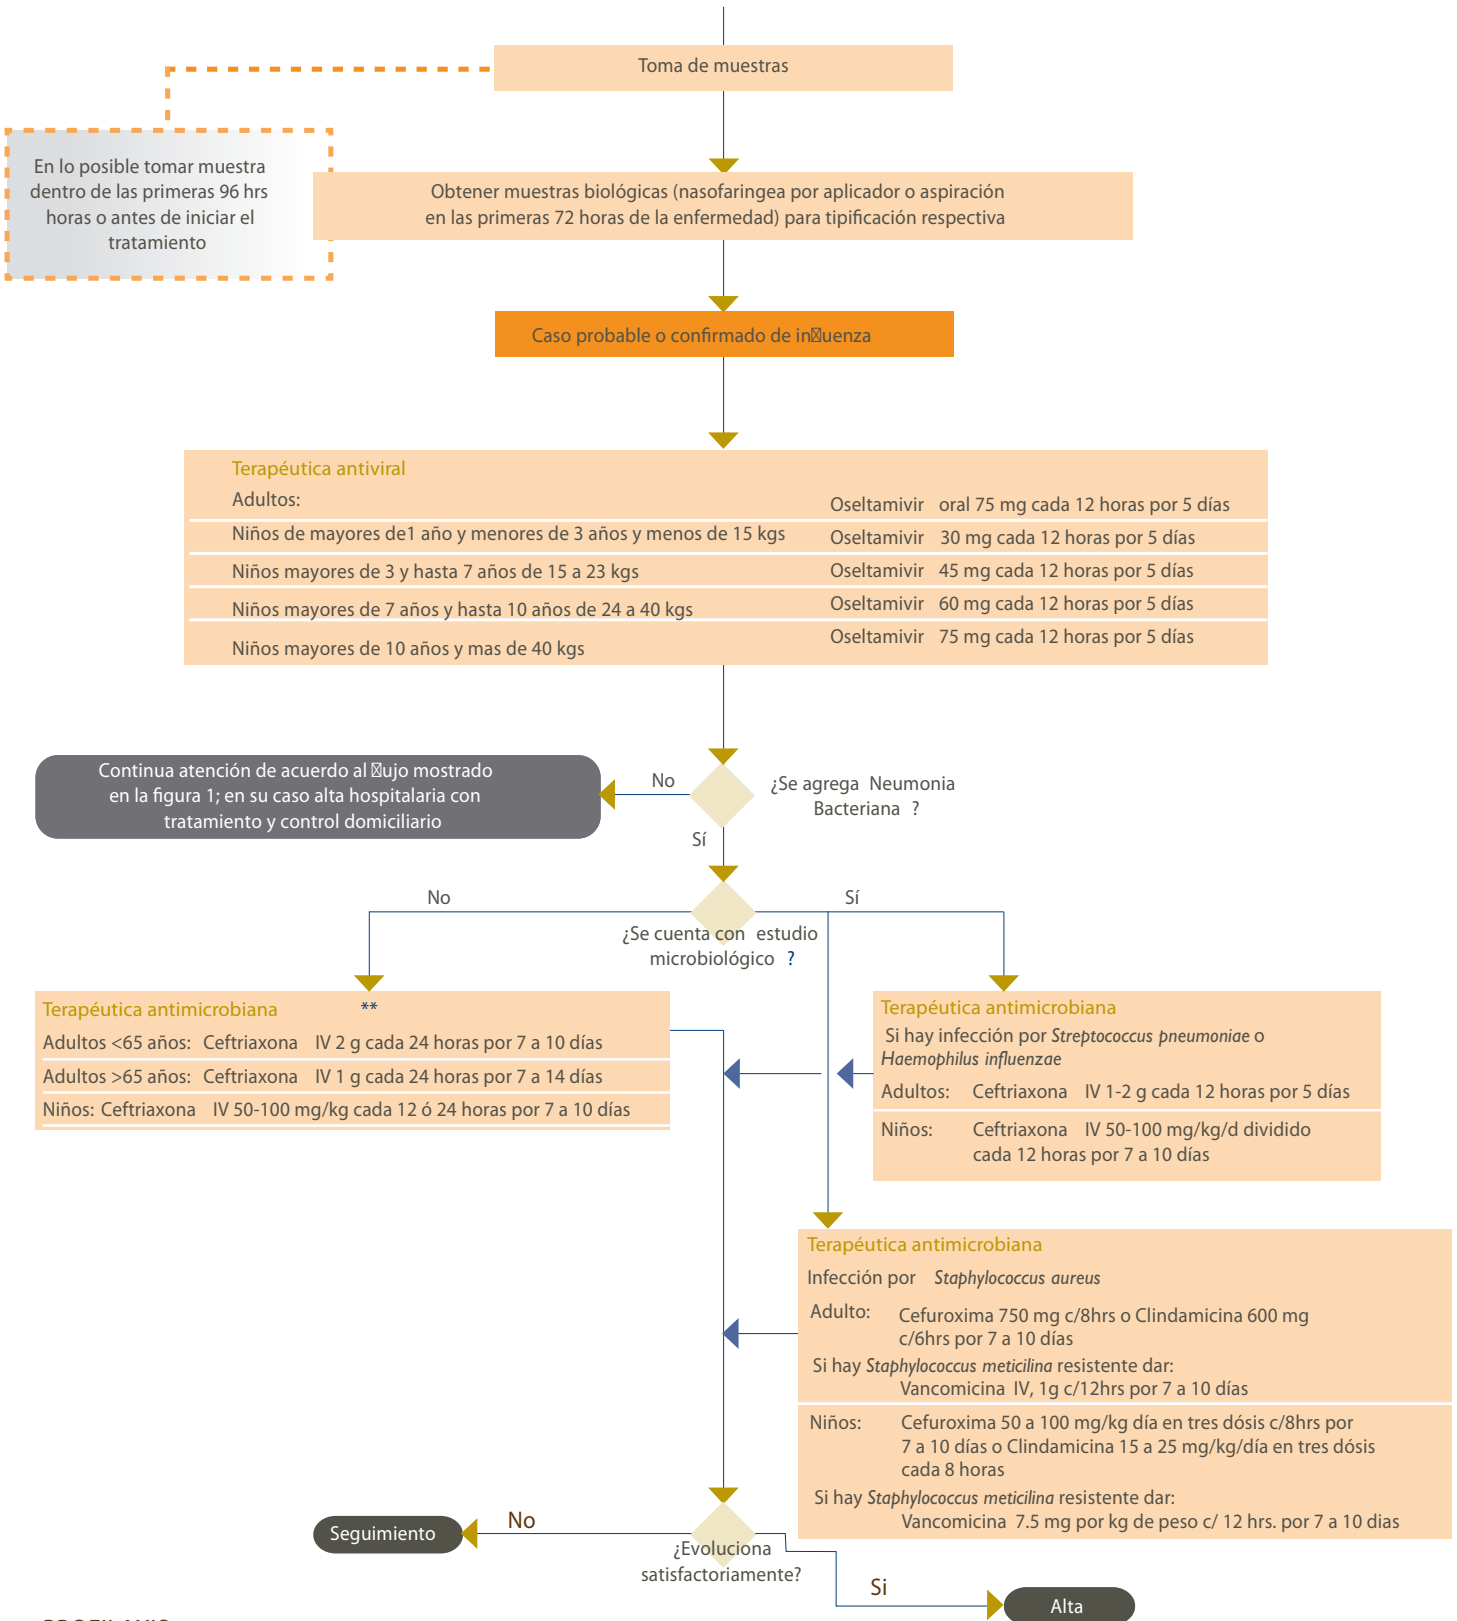 Toma de muestras
En lo posible tomar muestra
dentro de las primeras 96 hrs
horas o antes de iniciar el
tratamiento
Obtener muestras biológicas (nasofaringea por aplicador o aspiración
en las primeras 72 horas de la enfermedad) para tipificación respectiva
Caso probable o confirmado de in☒uenza
Terapéutica antiviral
Adultos: Oseltamivir oral 75 mg cada 12 horas por 5 días
Niños de mayores de1 año y menores de 3 años y menos de 15 kgs Oseltamivir 30 mg cada 12 horas por 5 días
Niños mayores de 3 y hasta 7 años de 15 a 23 kgs Oseltamivir 45 mg cada 12 horas por 5 días
Niños mayores de 7 años y hasta 10 años de 24 a 40 kgs Oseltamivir 60 mg cada 12 horas por 5 días
Niños mayores de 10 años y mas de 40 kgs Oseltamivir 75 mg cada 12 horas por 5 días
Continua atención de acuerdo al ☒ujo mostrado
en la figura 1; en su caso alta hospitalaria con
tratamiento y control domiciliario
No
¿Se agrega Neumonia
Bacteriana ?
Sí
No
Sí
¿Se cuenta con estudio
microbiológico ?
Terapéutica antimicrobiana **
Adultos <65 años: Ceftriaxona IV 2 g cada 24 horas por 7 a 10 días
Adultos >65 años: Ceftriaxona IV 1 g cada 24 horas por 7 a 14 días
Niños: Ceftriaxona IV 50-100 mg/kg cada 12 ó 24 horas por 7 a 10 días
Terapéutica antimicrobiana
Si hay infección por Streptococcus pneumoniae o
Haemophilus influenzae
Adultos: Ceftriaxona IV 1-2 g cada 12 horas por 5 días
Niños: Ceftriaxona IV 50-100 mg/kg/d dividido
cada 12 horas por 7 a 10 días
Terapéutica antimicrobiana
Infección por Staphylococcus aureus
Adulto: Cefuroxima 750 mg c/8hrs o Clindamicina 600 mg
c/6hrs por 7 a 10 días
Si hay Staphylococcus meticilina resistente dar:
Vancomicina IV, 1g c/12hrs por 7 a 10 días
Niños: Cefuroxima 50 a 100 mg/kg día en tres dósis c/8hrs por
7 a 10 días o Clindamicina 15 a 25 mg/kg/día en tres dósis
cada 8 horas
Si hay Staphylococcus meticilina resistente dar:
Vancomicina 7.5 mg por kg de peso c/ 12 hrs. por 7 a 10 dias
Seguimiento
No
¿Evoluciona
satisfactoriamente?
Si
Alta